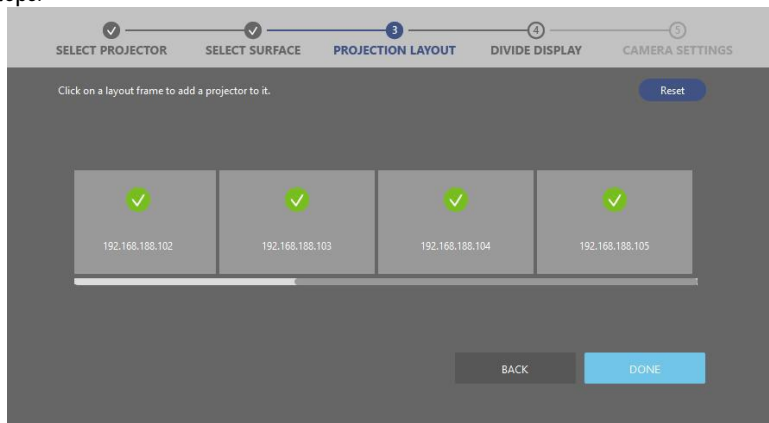 3 4 5
SELECT PROJECTOR SELECT SURFACE PROJECTION LAYOUT DIVIDE DISPLAY CAMERA SETTINGS
Click on a layout frame to add a projector to it. Reset
192.168.188.102 192.168.188.103 192.168.188.104 192.168.188.105
BACK DONE